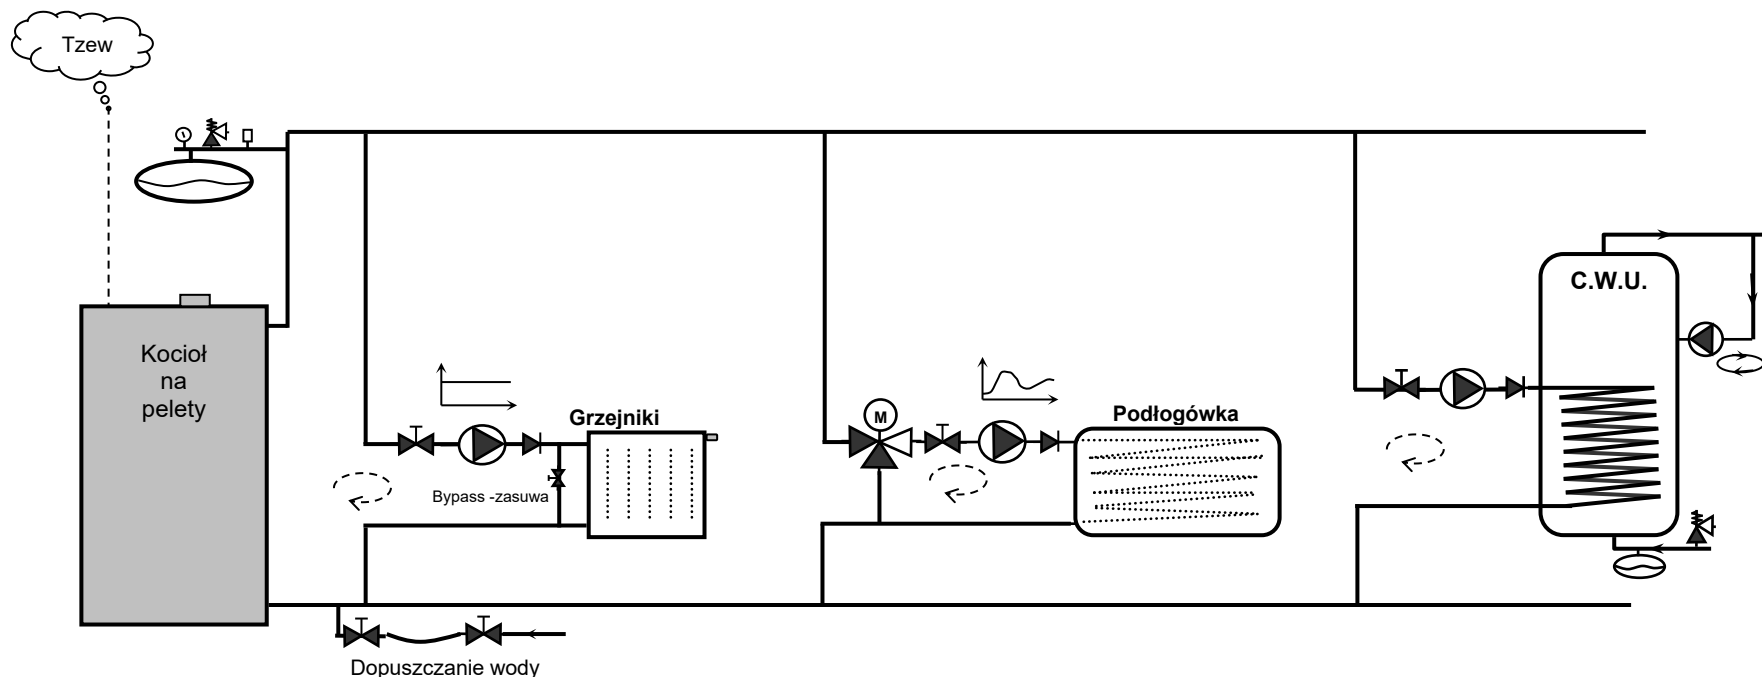 Tzew
Kocioł
na
pelety
Grzejniki
Bypass -zasuwa
M
Podłogówka
C.W.U.
Dopuszczanie wody